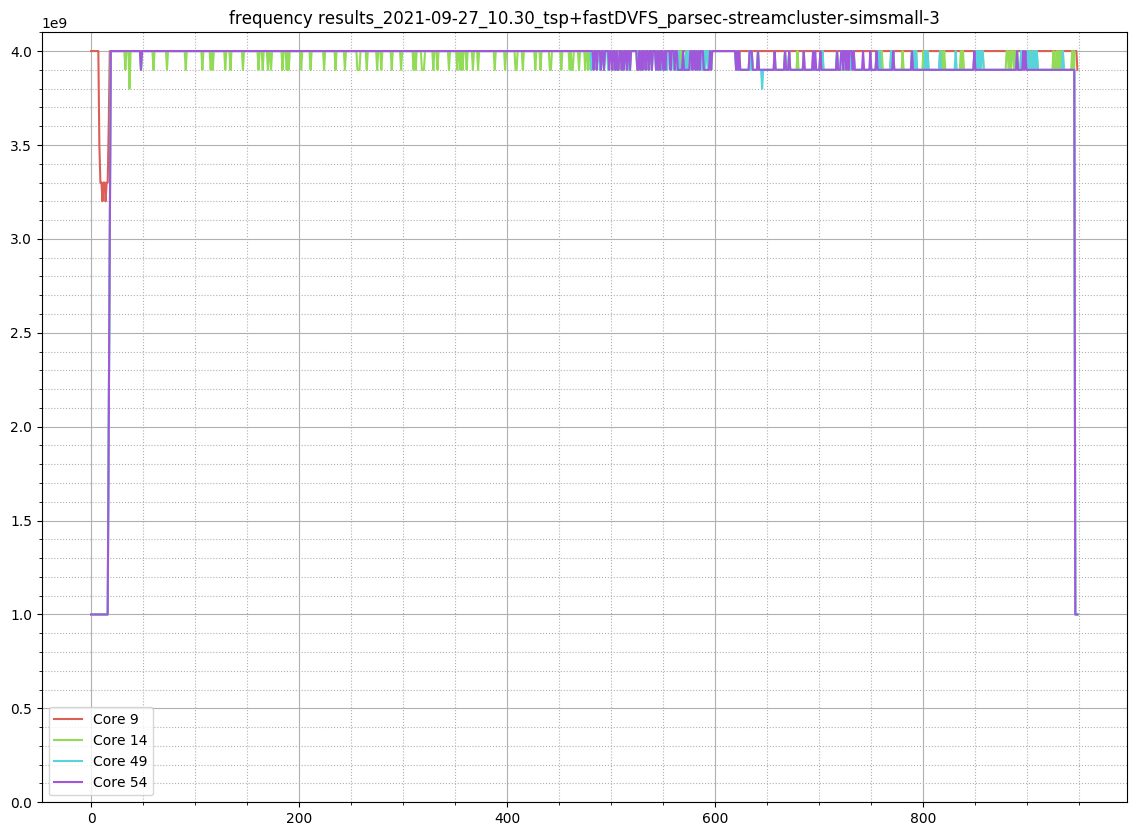 frequency results_2021-09-27_10.30_tsp+fastDVFS_parsec-streamcluster-simsmall-3
1e9
4.0
3.5
3.0
2.5
2.0
1.5
1.0
0.5
0.0
Core 9
Core 14
Core 49
Core 54
0 200 400 600 800